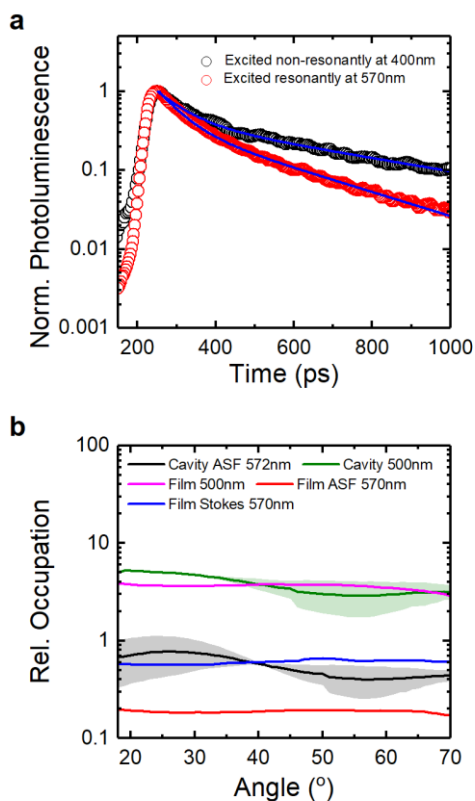 a
Excited non-resonantly at 400nm
Excited resonantly at 570nm
Norm. Photoluminescence
1
0.1
0.01
0.001
200 400 600 800 1000
Time (ps)
b
Cavity ASF 572nm Cavity 500nm
Film 500nm Film ASF 570nm
Film Stokes 570nm
Rel. Occupation
100
10
1
0.1
20 30 40 50 60 70
Angle (º)